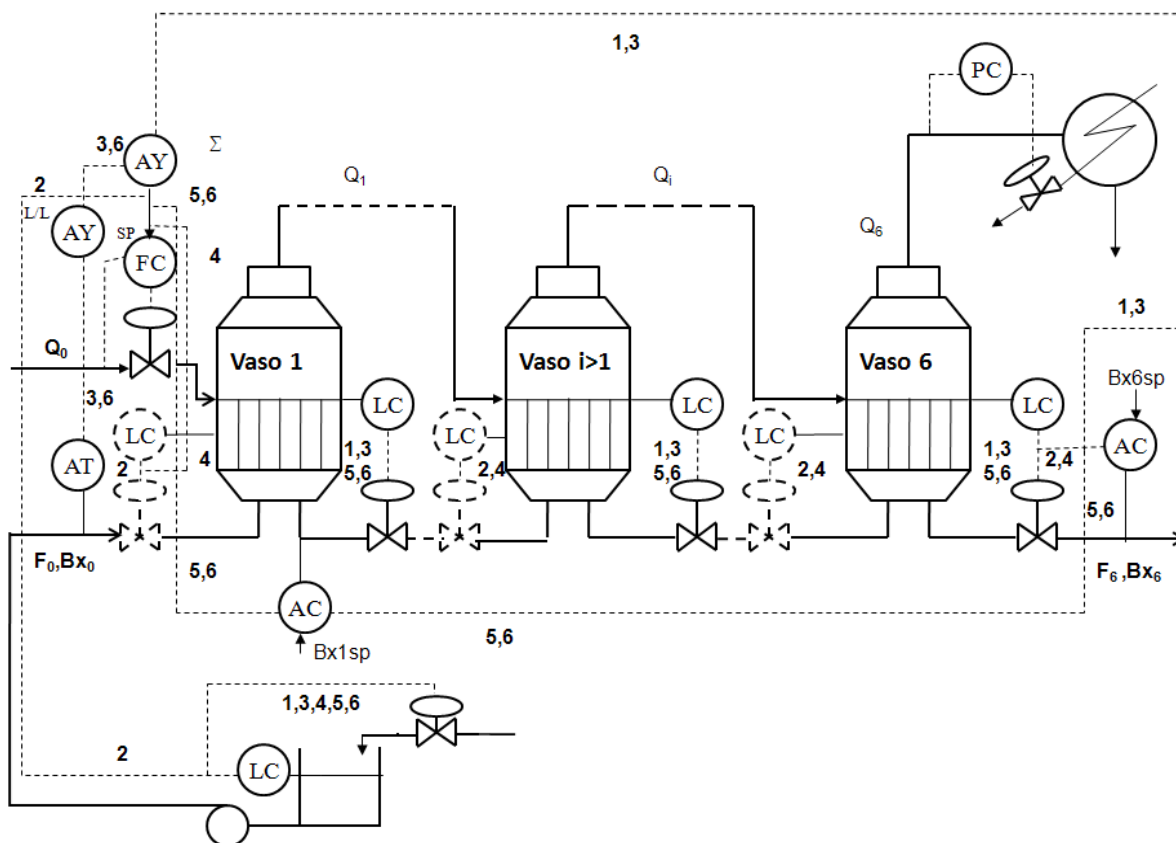 1,3
PC
3,6
AY
Σ
Q1
Qi
2
5,6
L/L
AY
SP
Q6
FC
4
1,3
Q0
Vaso 1
Vaso i>1
Vaso 6
Bx6sp
LC
LC
LC
3,6
LC
LC
LC
AC
1,3
1,3
1,3
AT
2
4
5,6
2,4
5,6
2,4
5,6
2,4
5,6
F0,Bx0
F6,Bx6
5,6
AC
5,6
Bx1sp
1,3,4,5,6
2
LC